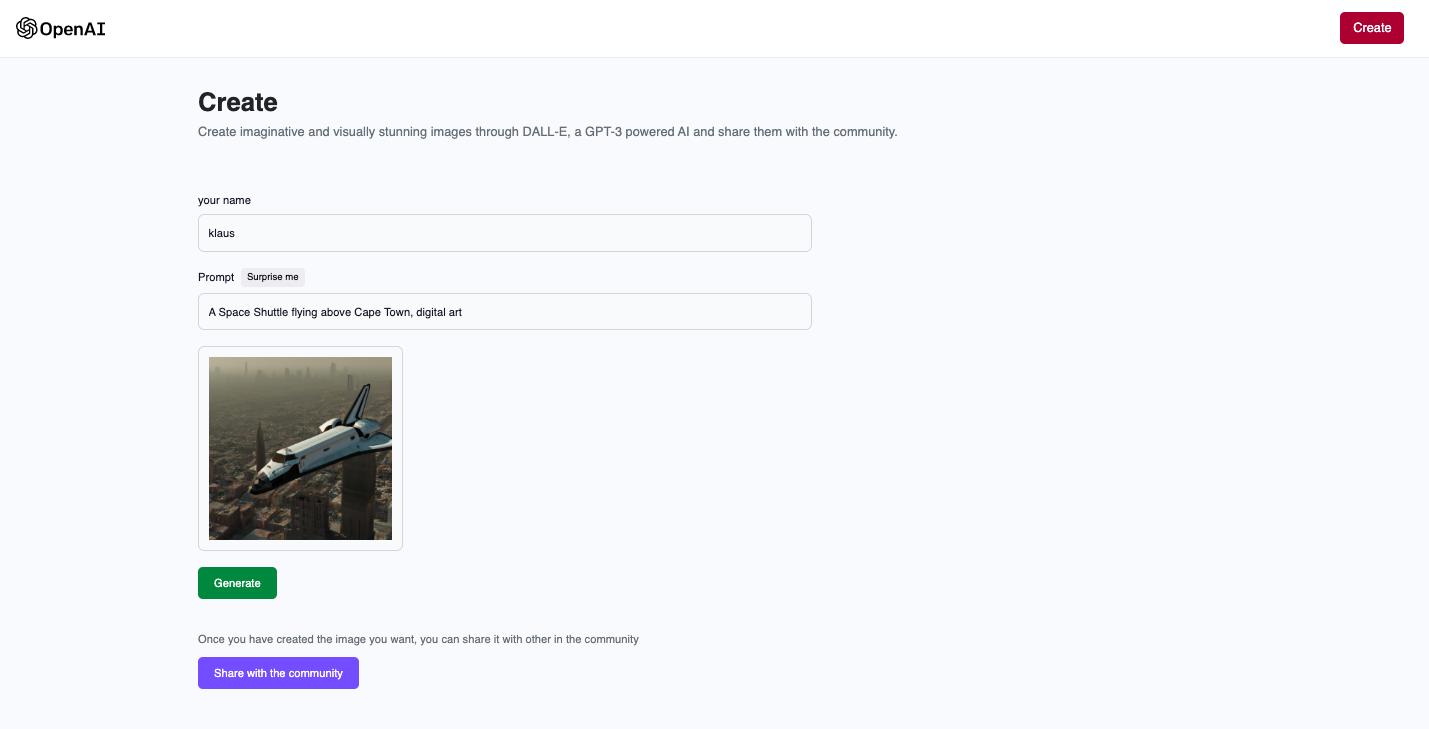 OpenAI
Create
Create
Create imaginative and visually stunning images through DALL-E, a GPT-3 powered AI and share them with the community.
your name
klaus
Prompt Surprise me
A Space Shuttle flying above Cape Town, digital art
Generate
Once you have created the image you want, you can share it with other in the community
Share with the community